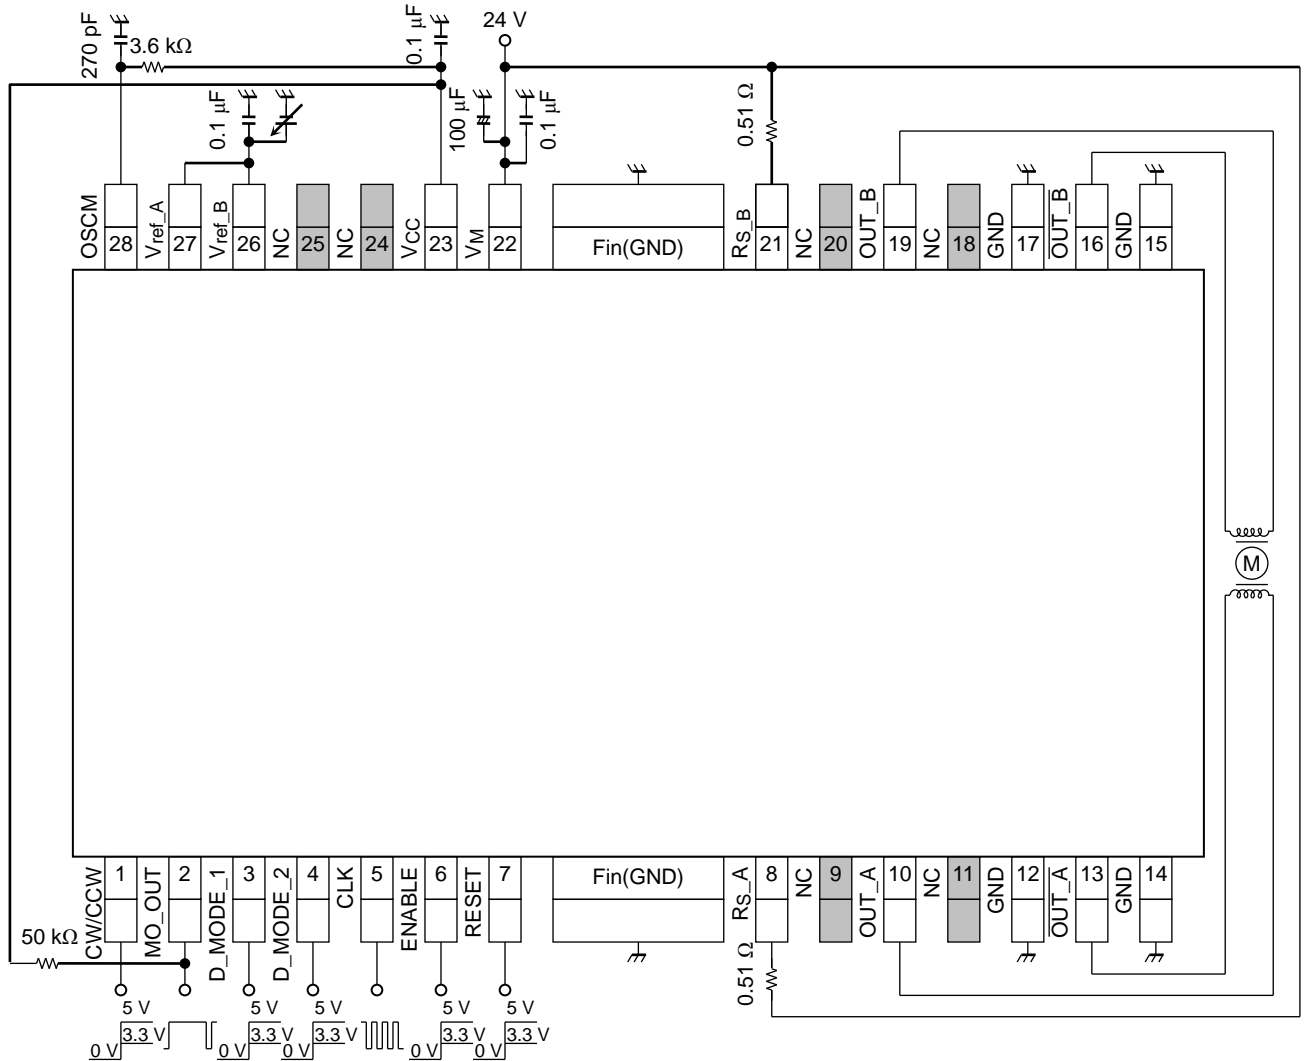 270 pF
3.6 kΩ
0.1 μF
24 V
0.1 μF
100 μF
0.1 μF
0.51 Ω
OSCM
Vref_A
Vref_B
NC
NC
VCC
VM
RS_B
NC
OUT_B
NC
GND
OUT_B
GND
28
27
26
25
24
23
22
Fin(GND)
21
20
19
18
17
16
15
M
1
2
3
4
5
6
7
Fin(GND)
8
9
10
11
12
13
14
CW/CCW
MO_OUT
D_MODE_1
D_MODE_2
CLK
ENABLE
RESET
RS_A
NC
OUT_A
NC
GND
OUT_A
GND
50 kΩ
0.51 Ω
5 V
5 V
5 V
5 V
5 V
3.3 V
3.3 V
3.3 V
3.3 V
3.3 V
0 V
0 V
0 V
0 V
0 V